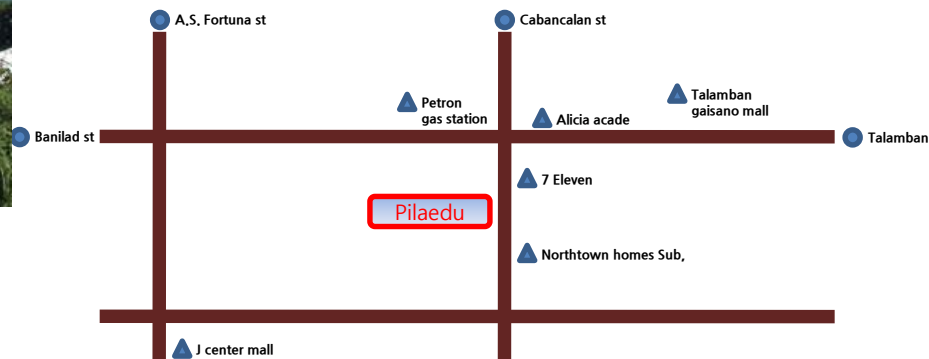 A.S. Fortuna st
Cabancalan st
Petron
gas station
Talamban
gaisano mall
Alicia acade
Banilad st
Talamban
7 Eleven
Pilaedu
Northtown homes Sub,
J center mall